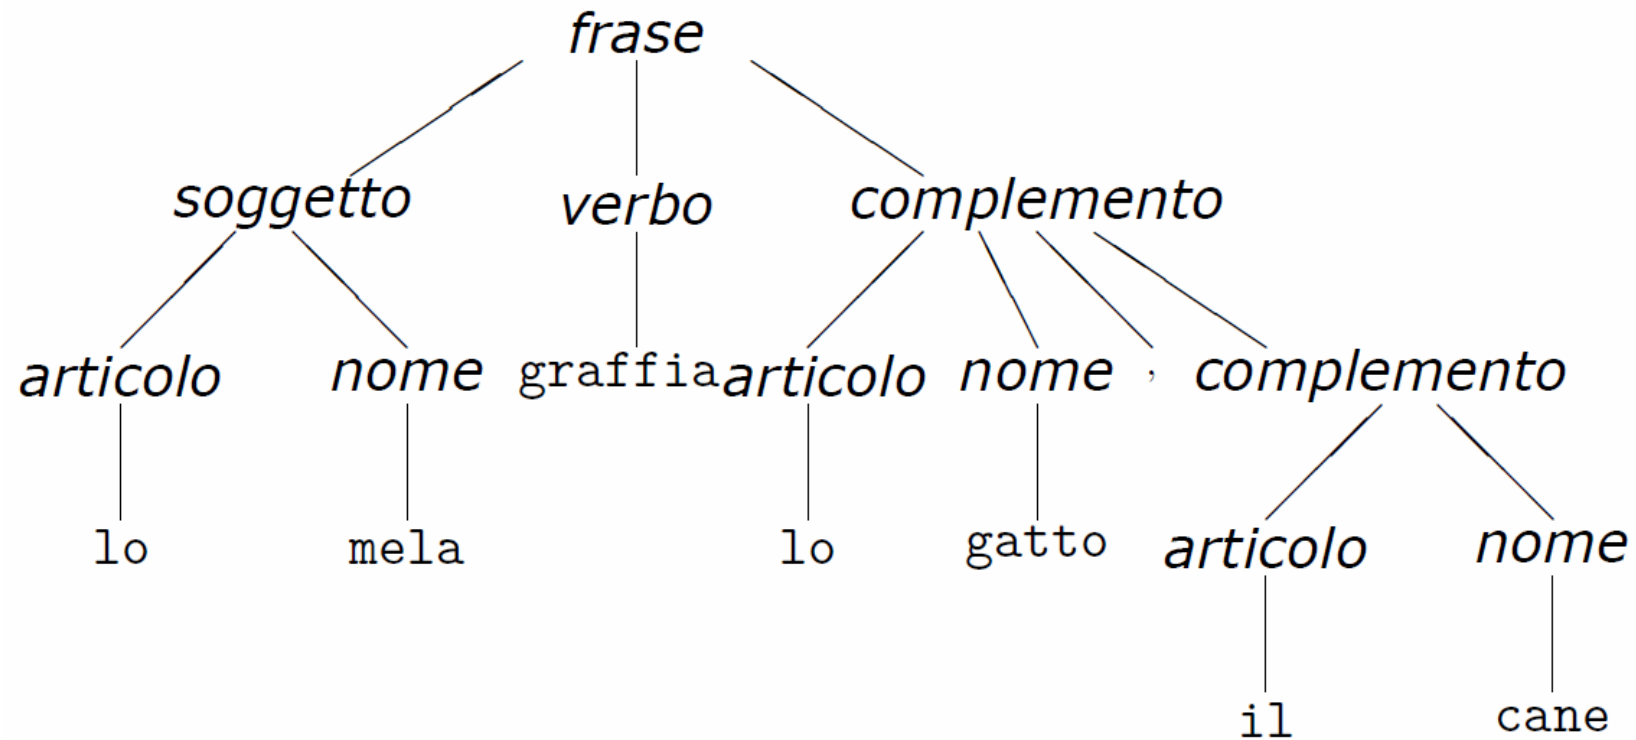 frase
soggetto verbo complemento
articolo nome graffia articolo nome , complemento
lo mela lo gatto articolo nome
il cane